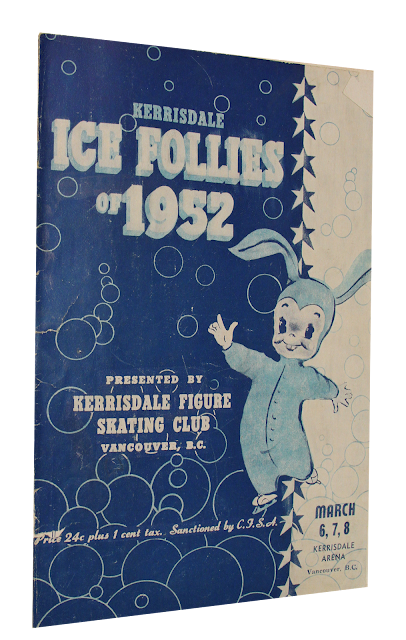 KERRISDALE
ICE FOLLIES
OF 1952
PRESENTED BY
KERRISDALE FIGURE
SKATING CLUB
VANCOUVER, B.C.
Price 24c plus 1 cent tax. Sanctioned by C.F.S.A.
MARCH
6, 7, 8
KERRISDALE
ARENA
Vancouver, B.C.